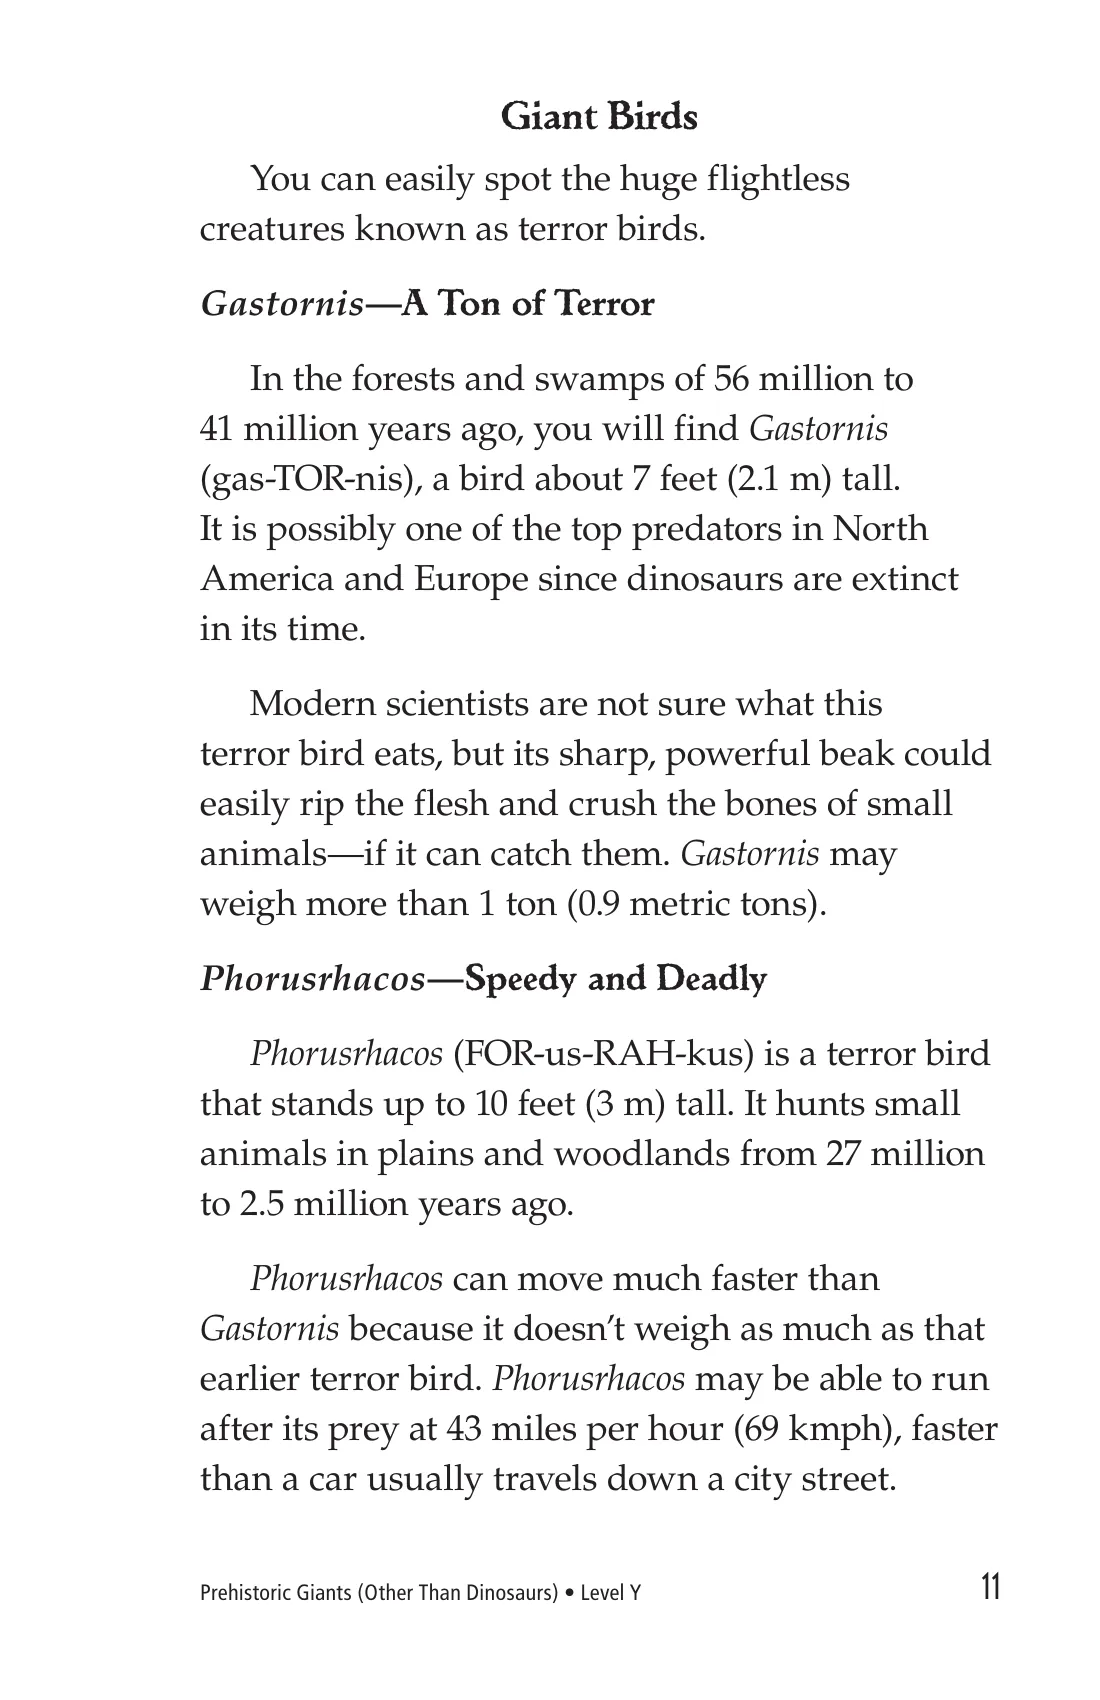 Giant Birds
You can easily spot the huge flightless
creatures known as terror birds.
Gastornis—A Ton of Terror
In the forests and swamps of 56 million to
41 million years ago, you will find Gastornis
(gas-TOR-nis), a bird about 7 feet (2.1 m) tall.
It is possibly one of the top predators in North
America and Europe since dinosaurs are extinct
in its time.
Modern scientists are not sure what this
terror bird eats, but its sharp, powerful beak could
easily rip the flesh and crush the bones of small
animals—if it can catch them. Gastornis may
weigh more than 1 ton (0.9 metric tons).
Phorusrhacos—Speedy and Deadly
Phorusrhacos (FOR-us-RAH-kus) is a terror bird
that stands up to 10 feet (3 m) tall. It hunts small
animals in plains and woodlands from 27 million
to 2.5 million years ago.
Phorusrhacos can move much faster than
Gastornis because it doesn’t weigh as much as that
earlier terror bird. Phorusrhacos may be able to run
after its prey at 43 miles per hour (69 kmph), faster
than a car usually travels down a city street.
Prehistoric Giants (Other Than Dinosaurs) • Level Y 11